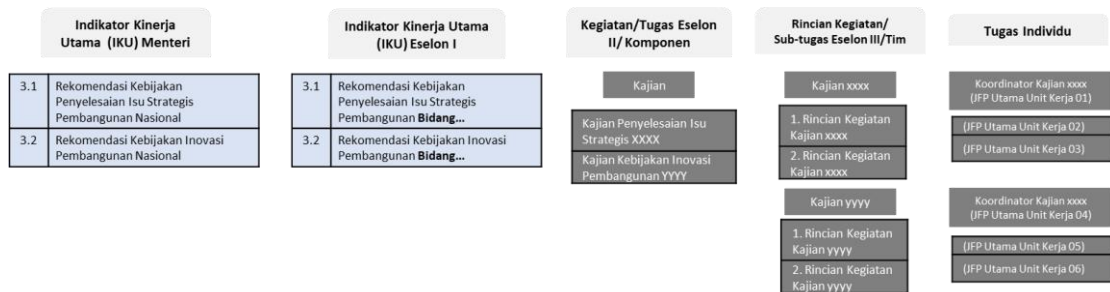 Indikator Kinerja
Utama (IKU) Menteri
3.1 Rekomendasi Kebijakan
Penyelesaian Isu Strategis
Pembangunan Nasional
3.2 Rekomendasi Kebijakan Inovasi
Pembangunan Nasional
Indikator Kinerja Utama
(IKU) Eselon I
3.1 Rekomendasi Kebijakan
Penyelesaian Isu Strategis
Pembangunan Bidang...
3.2 Rekomendasi Kebijakan Inovasi
Pembangunan Bidang...
Kegiatan/Tugas Eselon
II/ Komponen
Kajian
Kajian Penyelesaian Isu
Strategis XXXX
Kajian Kebijakan Inovasi
Pembangunan YYYY
Rincian Kegiatan/
Sub-tugas Eselon III/Tim
Kajian xxxx
1. Rincian Kegiatan
Kajian xxxx
2. Rincian Kegiatan
Kajian xxxx
Kajian yyyy
1. Rincian Kegiatan
Kajian yyyy
2. Rincian Kegiatan
Kajian yyyy
Tugas Individu
Koordinator Kajian xxxx
(JFP Utama Unit Kerja 01)
(JFP Utama Unit Kerja 02)
(JFP Utama Unit Kerja 03)
Koordinator Kajian xxxx
(JFP Utama Unit Kerja 04)
(JFP Utama Unit Kerja 05)
(JFP Utama Unit Kerja 06)